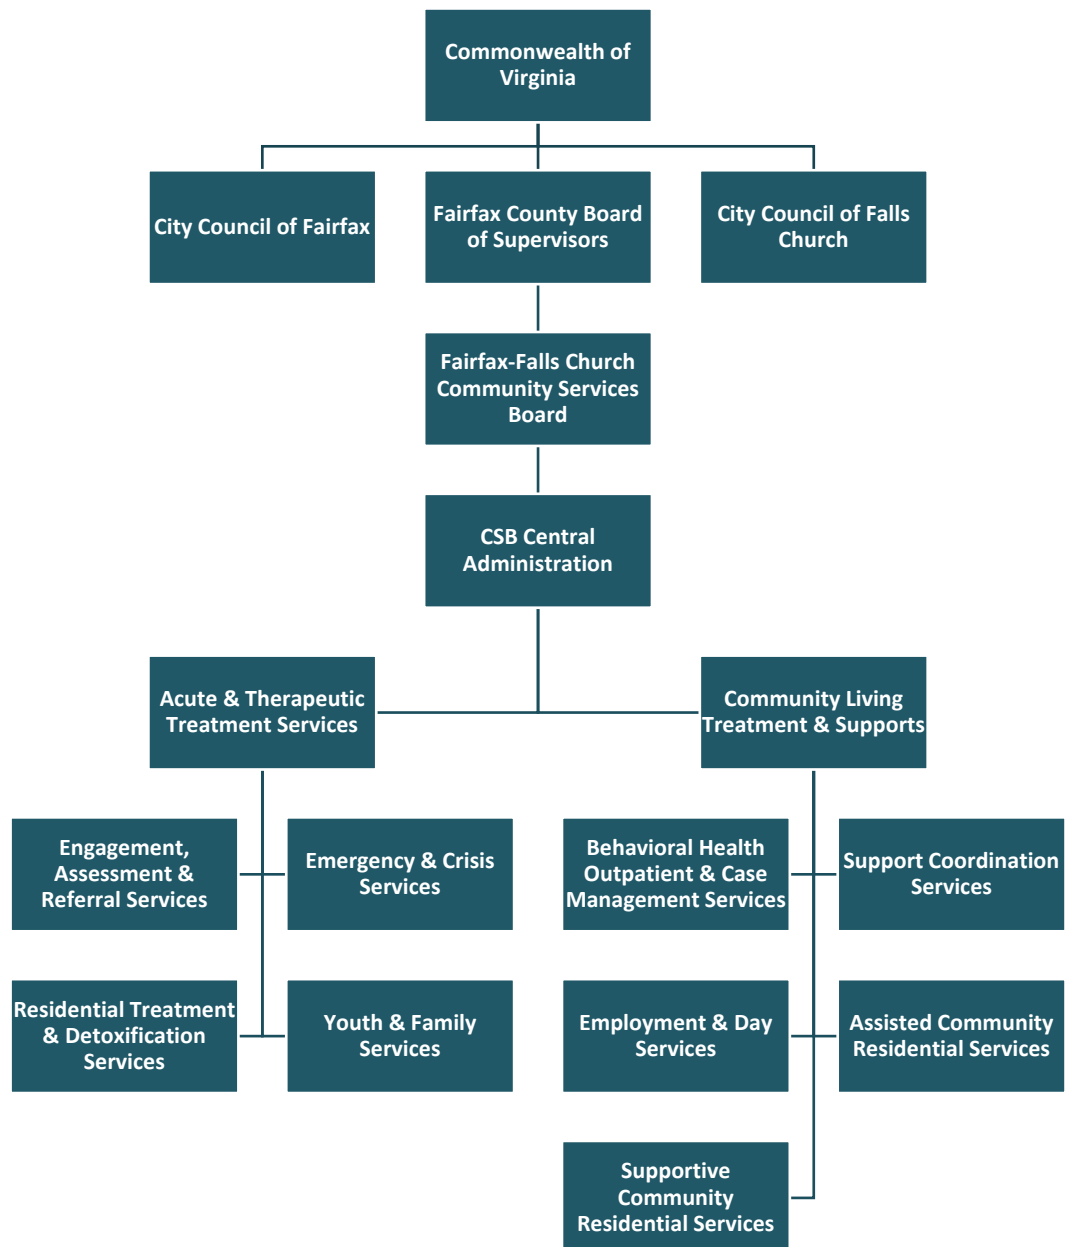 Commonwealth of
Virginia
City Council of Fairfax
Fairfax County Board
of Supervisors
City Council of Falls
Church
Fairfax-Falls Church
Community Services
Board
CSB Central
Administration
Acute & Therapeutic
Treatment Services
Community Living
Treatment & Supports
Engagement,
Assessment &
Referral Services
Emergency & Crisis
Services
Behavioral Health
Outpatient & Case
Management Services
Support Coordination
Services
Residential Treatment
& Detoxification
Services
Youth & Family
Services
Employment & Day
Services
Assisted Community
Residential Services
Supportive
Community
Residential Services